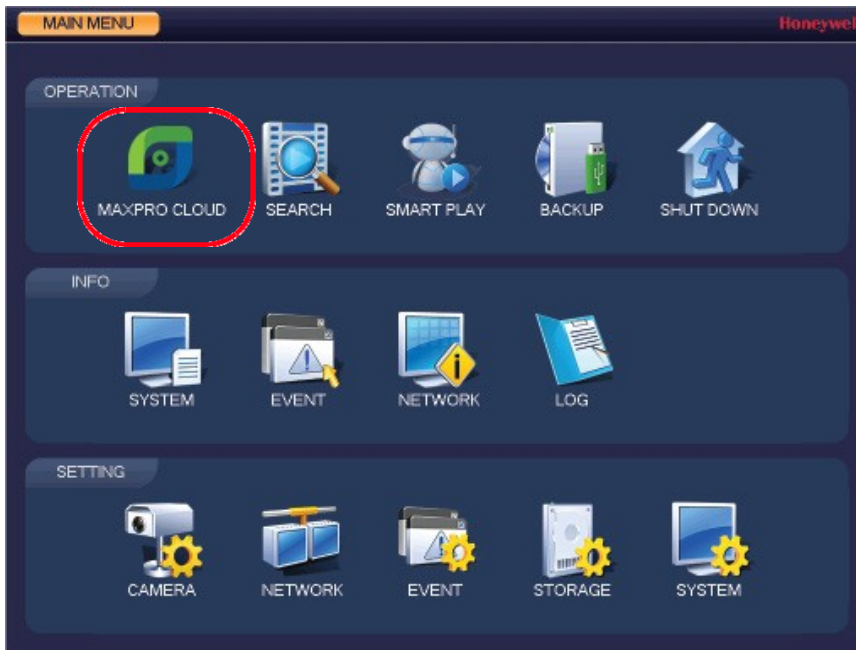 MAIN MENU Honeywell
OPERATION
MAXPRO CLOUD SEARCH SMART PLAY BACKUP SHUT DOWN
INFO
SYSTEM EVENT NETWORK LOG
SETTING
CAMERA NETWORK EVENT STORAGE SYSTEM